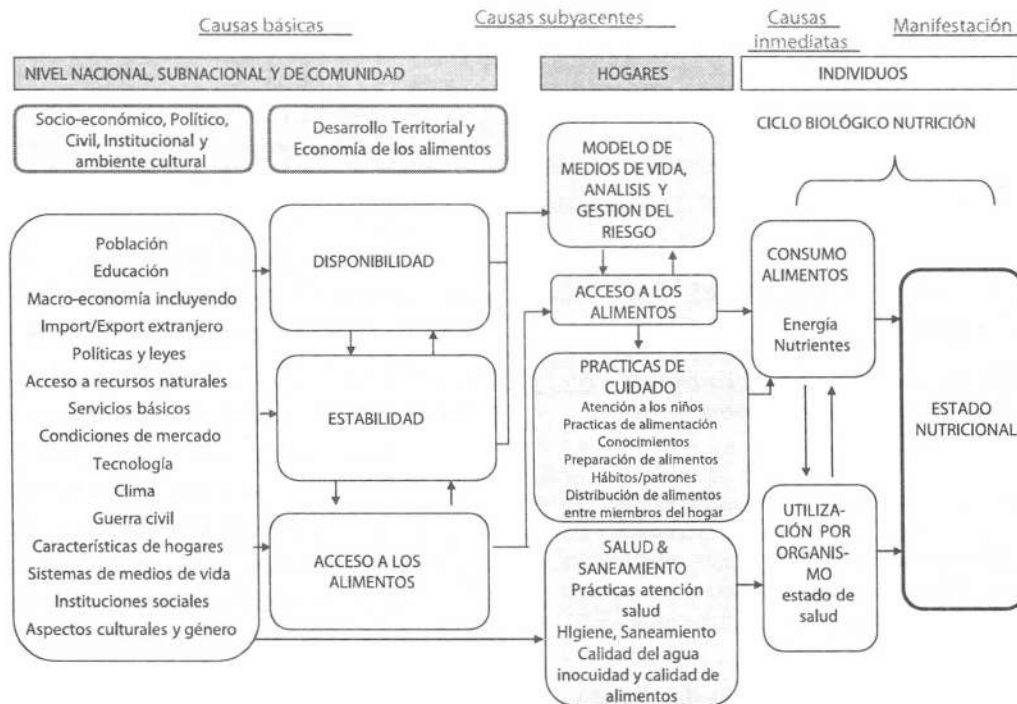 Causas básicas
Causas subyacentes
Causas
inmediatas
Manifestación
NIVEL NACIONAL, SUBNACIONAL Y DE COMUNIDAD
HOGARES
INDIVIDUOS
Socio-económico, Político,
Civil, Institucional y
ambiente cultural
Desarrollo Territorial y
Economía de los alimentos
CICLO BIOLÓGICO NUTRICIÓN
Población
Educación
Macro-economía incluyendo
Import/Export extranjero
Políticas y leyes
Acceso a recursos naturales
Servicios básicos
Condiciones de mercado
Tecnología
Clima
Guerra civil
Características de hogares
Sistemas de medios de vida
Instituciones sociales
Aspectos culturales y género
DISPONIBILIDAD
ESTABILIDAD
ACCESO A LOS
ALIMENTOS
MODELO DE
MEDIOS DE VIDA,
ANALISIS Y
GESTION DEL
RIESGO
ACCESO A LOS
ALIMENTOS
PRACTICAS DE
CUIDADO
Atención a los niños
Practicas de alimentación
Conocimientos
Preparación de alimentos
Hábitos/patrones
Distribución de alimentos
entre miembros del hogar
SALUD &
SANEAMIENTO
Prácticas atención
salud
HIgiene, Saneamiento
Calidad del agua
inocuidad y calidad de
alimentos
CONSUMO
ALIMENTOS
Energía
Nutrientes
UTILIZA-
CIÓN POR
ORGANIS-
MO
estado de
salud
ESTADO
NUTRICIONAL